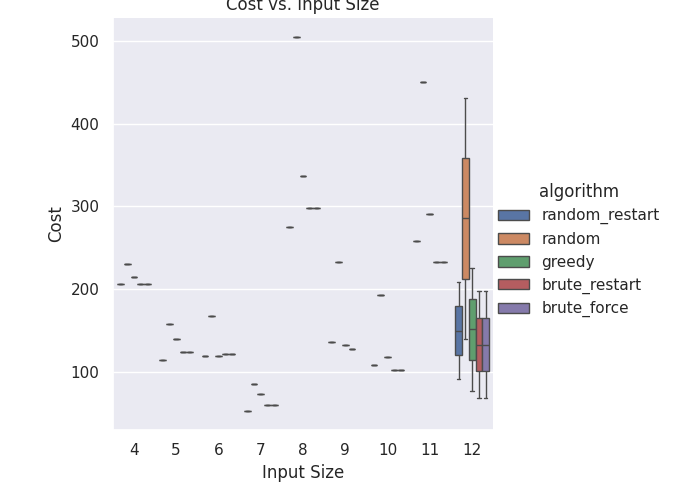 Cost vs. Input Size
500
400
300
200
100
Cost
4 5 6 7 8 9 10 11 12
Input Size
algorithm
random_restart
random
greedy
brute_restart
brute_force